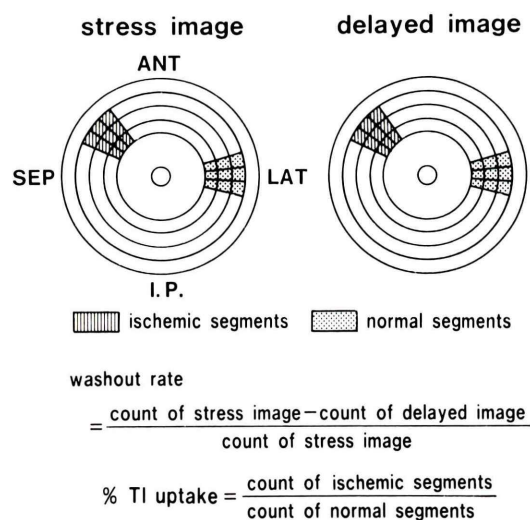 stress image
delayed image
ANT
SEP
LAT
I.P.
ischemic segments
normal segments
washout rate
= count of stress image−count of delayed image
count of stress image
% Tl uptake = count of ischemic segments
count of normal segments